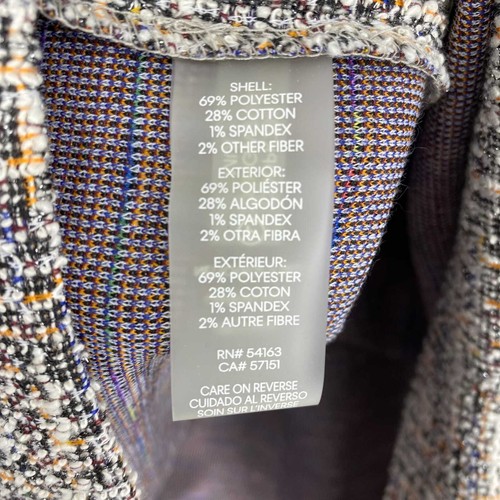 SHELL:
69% POLYESTER
28% COTTON
1% SPANDEX
2% OTHER FIBER
EXTERIOR:
69% POLIÉSTER
28% ALGODÓN
1% SPANDEX
2% OTRA FIBRA
EXTÉRIEUR:
69% POLYESTER
28% COTON
1% SPANDEX
2% AUTRE FIBRE
RN# 54163
CA# 57151
CARE ON REVERSE
CUIDADO AL REVERSO
SOIN SUR L'INVERSE